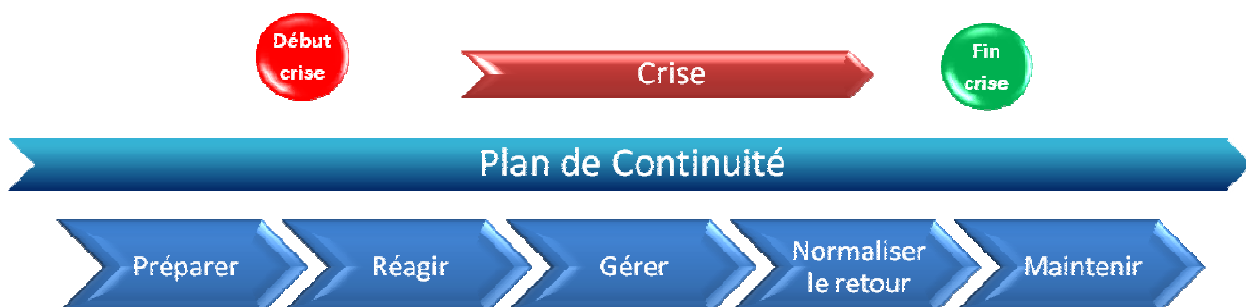 Début
crise
Crise
Fin
crise
Plan de Continuité
Préparer
Réagir
Gérer
Normaliser
le retour
Maintenir